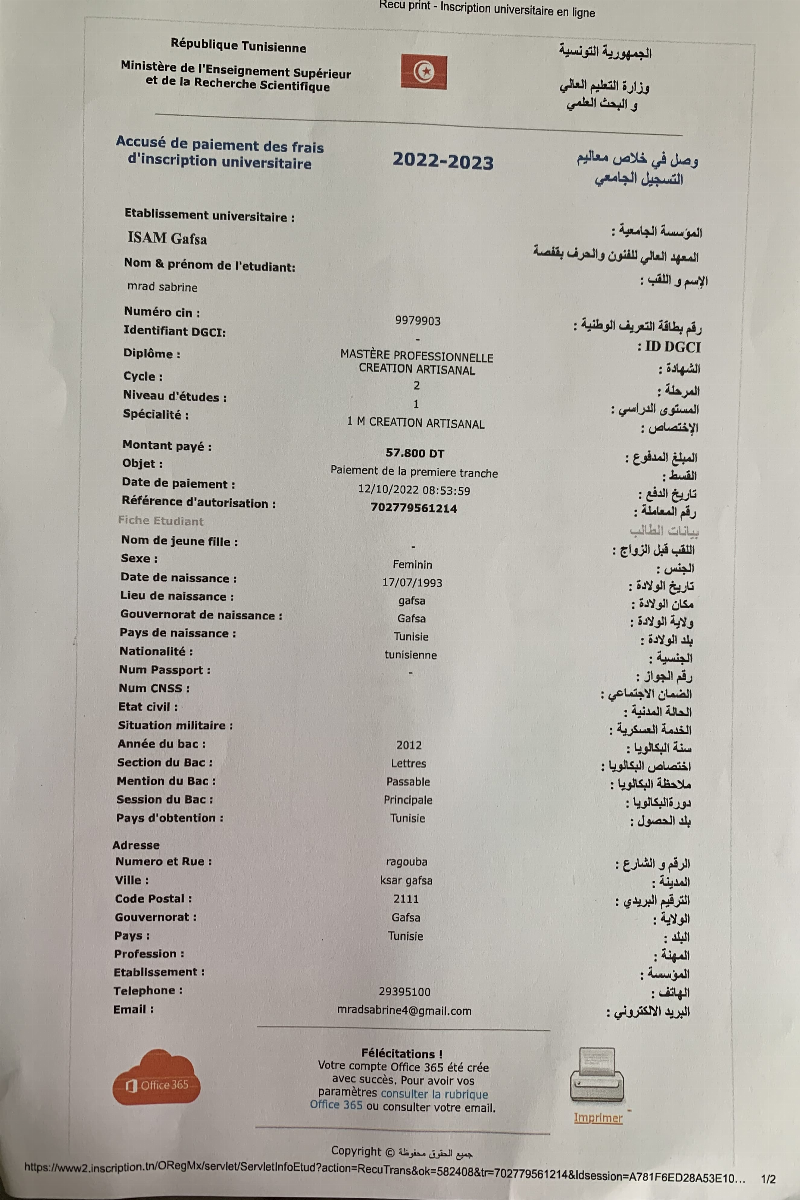 Recu print - Inscription universitaire en ligne
République Tunisienne
الجمهورية التونسية
Ministère de l'Enseignement Supérieur
et de la Recherche Scientifique
وزارة التعليم العالي
و البحث العلمي
Accusé de paiement des frais
d'inscription universitaire
2022-2023
وصل في خلاص معاليم
التسجيل الجامعي
Etablissement universitaire :
المؤسسة الجامعية :
ISAM Gafsa
المعهد العالي للفنون والحرف بقفصة
Nom & prénom de l'etudiant:
الإسم و اللقب :
mrad sabrine
Numéro cin : 9979903 رقم بطاقة التعريف الوطنية :
Identifiant DGCI: - ID DGCI :
Diplôme : MASTÈRE PROFESSIONNELLE الشهادة :
CREATION ARTISANAL
Cycle : 2 المرحلة :
Niveau d'études : 1 المستوى الدراسي :
Spécialité : 1 M CREATION ARTISANAL الإختصاص :
Montant payé : 57.800 DT المبلغ المدفوع :
Objet : Paiement de la premiere tranche القسط :
Date de paiement : 12/10/2022 08:53:59 تاريخ الدفع :
Référence d'autorisation : 702779561214 رقم المعاملة :
Fiche Etudiant بيانات الطالب
Nom de jeune fille : - اللقب قبل الزواج :
Sexe : Feminin الجنس :
Date de naissance : 17/07/1993 تاريخ الولادة :
Lieu de naissance : gafsa مكان الولادة :
Gouvernorat de naissance : Gafsa ولاية الولادة :
Pays de naissance : Tunisie بلد الولادة :
Nationalité : tunisienne الجنسية :
Num Passport : - رقم الجواز :
Num CNSS : الضمان الاجتماعي :
Etat civil : الحالة المدنية :
Situation militaire : الخدمة العسكرية :
Année du bac : 2012 سنة البكالويا :
Section du Bac : Lettres اختصاص البكالويا :
Mention du Bac : Passable ملاحظة البكالويا :
Session du Bac : Principale دورةالبكالويا :
Pays d'obtention : Tunisie بلد الحصول :
Adresse
Numero et Rue : ragouba الرقم و الشارع :
Ville : ksar gafsa المدينة :
Code Postal : 2111 الترقيم البريدي :
Gouvernorat : Gafsa الولاية :
Pays : Tunisie البلد :
Profession : المهنة :
Etablissement : المؤسسة :
Telephone : 29395100 الهاتف :
Email : mradsabrine4@gmail.com البريد الالكتروني :
Office 365
Félécitations !
Votre compte Office 365 été crée
avec succès. Pour avoir vos
paramètres consulter la rubrique
Office 365 ou consulter votre email.
Imprimer
Copyright © جميع الحقوق محفوظة
https://www2.inscription.tn/ORegMx/servlet/ServletInfoEtud?action=RecuTrans&ok=582408&tr=702779561214&Idsession=A781F6ED28A53E10... 1/2